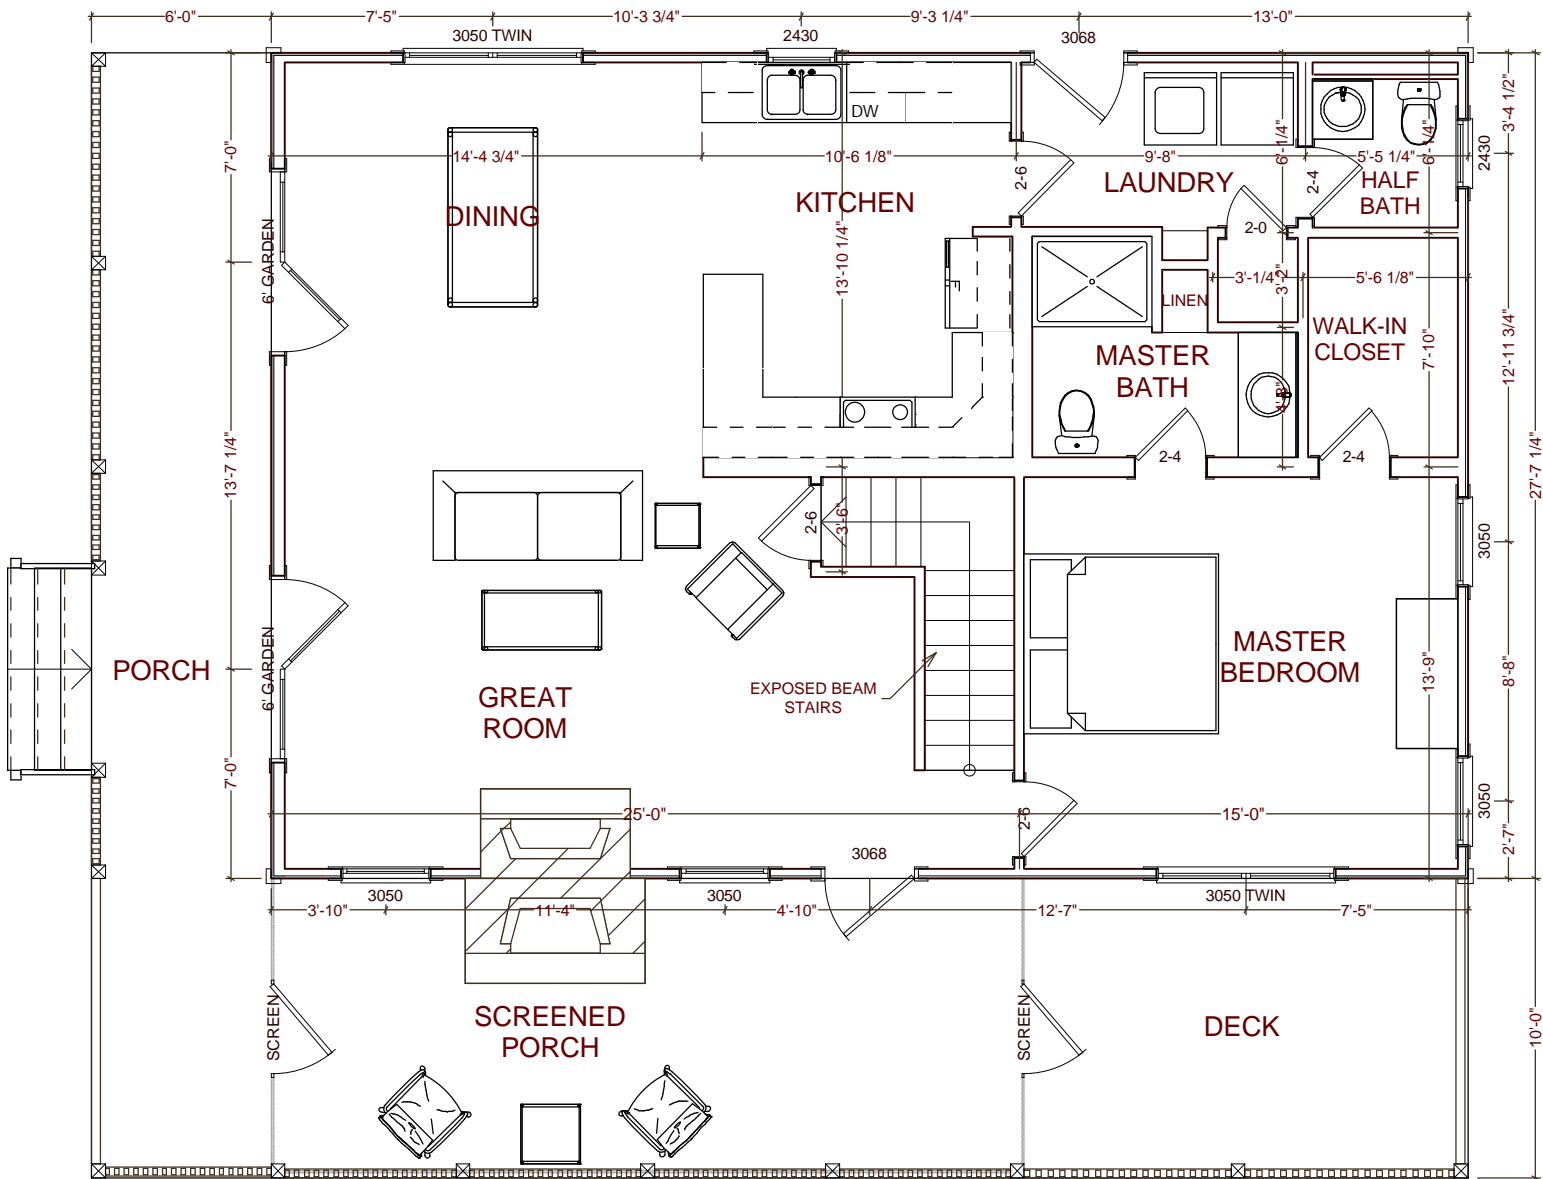 6'-0"
7'-5"
10'-3 3/4"
9'-3 1/4"
13'-0"
3050 TWIN
2430
3068
DW
14'-4 3/4"
10'-6 1/8"
9'-8"
5'-5 1/4"
6'-1/4"
6'-1/4"
3'-4 1/2"
2430
7'-0"
2-6
LAUNDRY
2-4
HALF
BATH
DINING
KITCHEN
2-0
6' GARDEN
13'-10 1/4"
3'-1/4"
3'-2"
5'-6 1/8"
LINEN
WALK-IN
CLOSET
MASTER
BATH
4'-8"
7'-10"
12'-11 3/4"
27'-7 1/4"
13'-7 1/4"
2-4
2-4
2-6
3'-6"
3050
PORCH
6' GARDEN
GREAT
ROOM
EXPOSED BEAM
STAIRS
MASTER
BEDROOM
13'-9"
8'-8"
7'-0"
25'-0"
2-6
15'-0"
3050
2'-7"
3068
3050
3050
3050 TWIN
3'-10"
11'-4"
4'-10"
12'-7"
7'-5"
SCREEN
SCREENED
PORCH
SCREEN
DECK
10'-0"